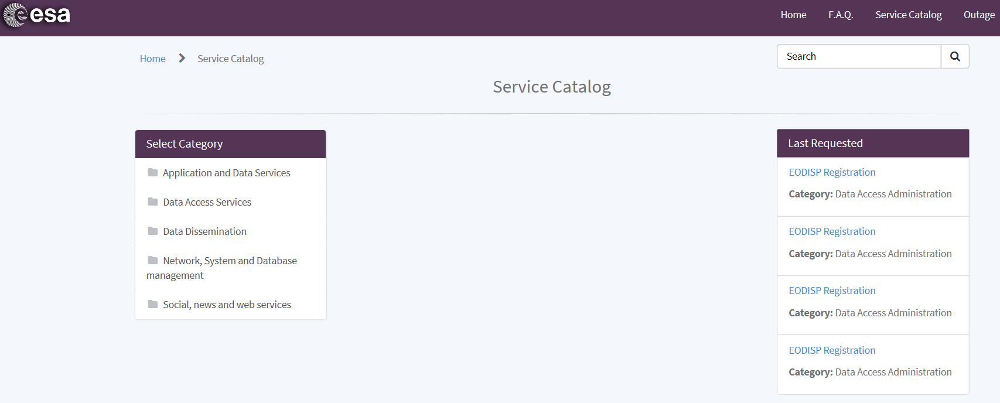 esa
Home
F.A.Q.
Service Catalog
Outage
Home
Service Catalog
Search
Service Catalog
Select Category
Application and Data Services
Data Access Services
Data Dissemination
Network, System and Database
management
Social, news and web services
Last Requested
EODISP Registration
Category: Data Access Administration
EODISP Registration
Category: Data Access Administration
EODISP Registration
Category: Data Access Administration
EODISP Registration
Category: Data Access Administration